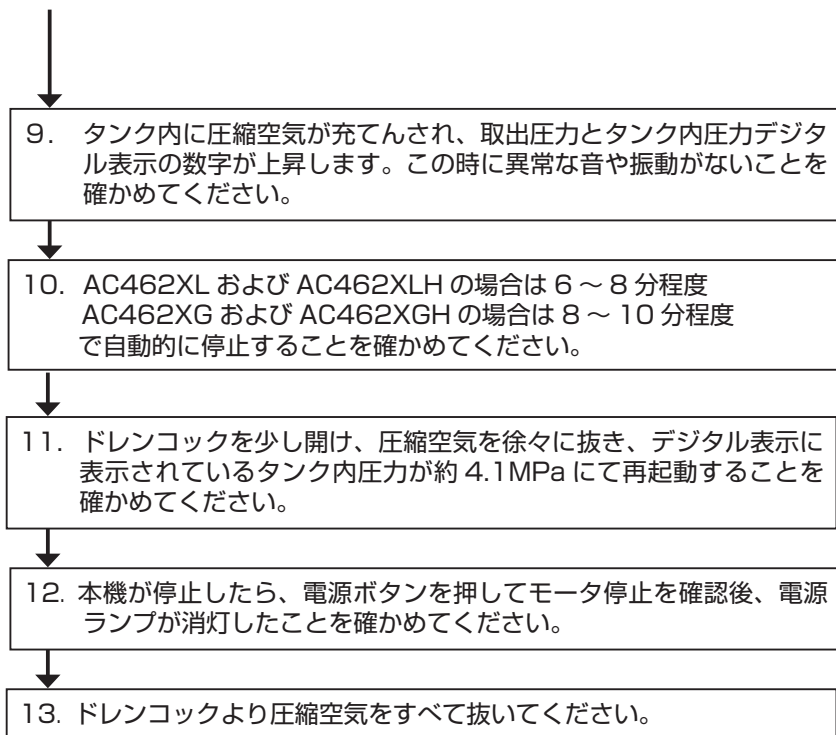 9. タンク内に圧縮空気が充てんされ、取出圧力とタンク内圧力デジタ
ル表示の数字が上昇します。この時に異常な音や振動がないことを
確かめてください。
10. AC462XL および AC462XLH の場合は 6 ～ 8 分程度
AC462XG および AC462XGH の場合は 8 ～ 10 分程度
で自動的に停止することを確かめてください。
11. ドレンコックを少し開け、圧縮空気を徐々に抜き、デジタル表示に
表示されているタンク内圧力が約 4.1MPa にて再起動することを
確かめてください。
12. 本機が停止したら、電源ボタンを押してモータ停止を確認後、電源
ランプが消灯したことを確かめてください。
13. ドレンコックより圧縮空気をすべて抜いてください。